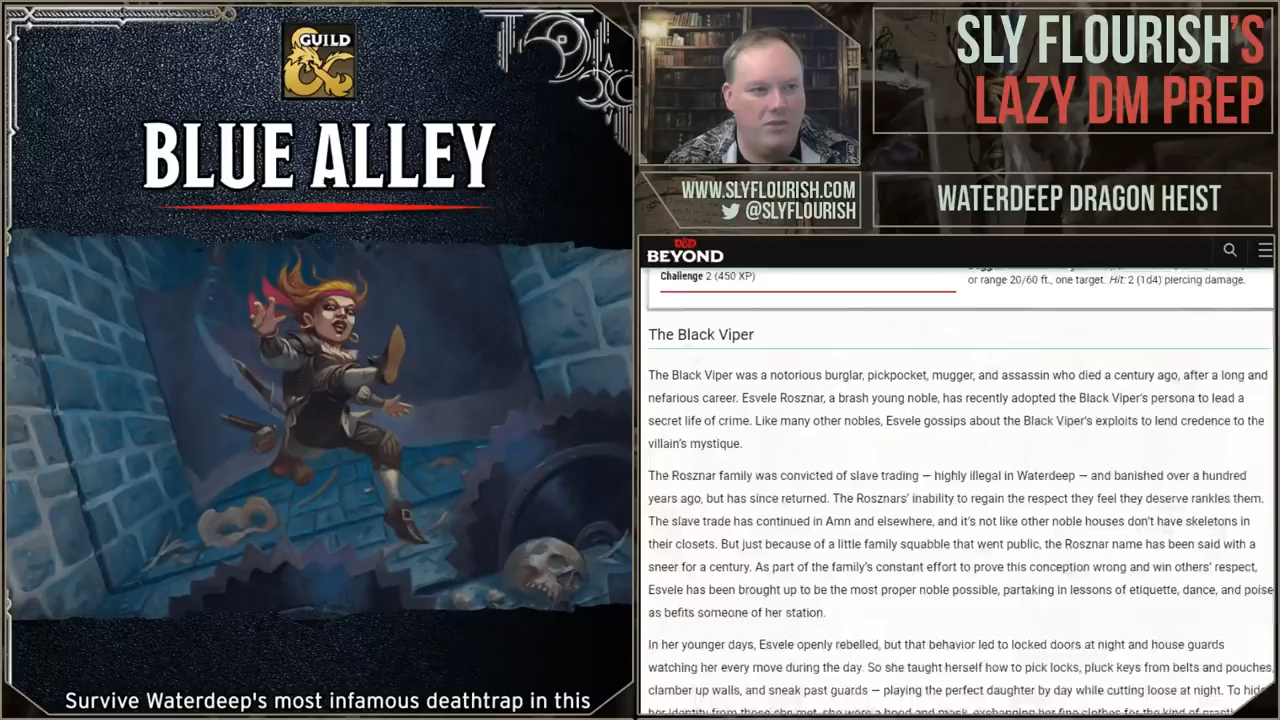 GUILD
BLUE ALLEY
Survive Waterdeep's most infamous deathtrap in this
SLY FLOURISH'S
LAZY DM PREP
WWW.SLYFLOURISH.COM
@SLYFLOURISH
WATERDEEP DRAGON HEIST
D&D
BEYOND
Challenge 2 (450 XP)
or range 20/60 ft., one target. Hit: 2 (1d4) piercing damage.
The Black Viper
The Black Viper was a notorious burglar, pickpocket, mugger, and assassin who died a century ago, after a long and
nefarious career. Esvele Rosznar, a brash young noble, has recently adopted the Black Viper's persona to lead a
secret life of crime. Like many other nobles, Esvele gossips about the Black Viper's exploits to lend credence to the
villain's mystique.
The Rosznar family was convicted of slave trading — highly illegal in Waterdeep — and banished over a hundred
years ago, but has since returned. The Rosznars' inability to regain the respect they feel they deserve rankles them.
The slave trade has continued in Amn and elsewhere, and it's not like other noble houses don't have skeletons in
their closets. But just because of a little family squabble that went public, the Rosznar name has been said with a
sneer for a century. As part of the family's constant effort to prove this conception wrong and win others' respect,
Esvele has been brought up to be the most proper noble possible, partaking in lessons of etiquette, dance, and poise
as befits someone of her station.
In her younger days, Esvele openly rebelled, but that behavior led to locked doors at night and house guards
watching her every move during the day. So she taught herself how to pick locks, pluck keys from belts and pouches,
clamber up walls, and sneak past guards — playing the perfect daughter by day while cutting loose at night. To hide